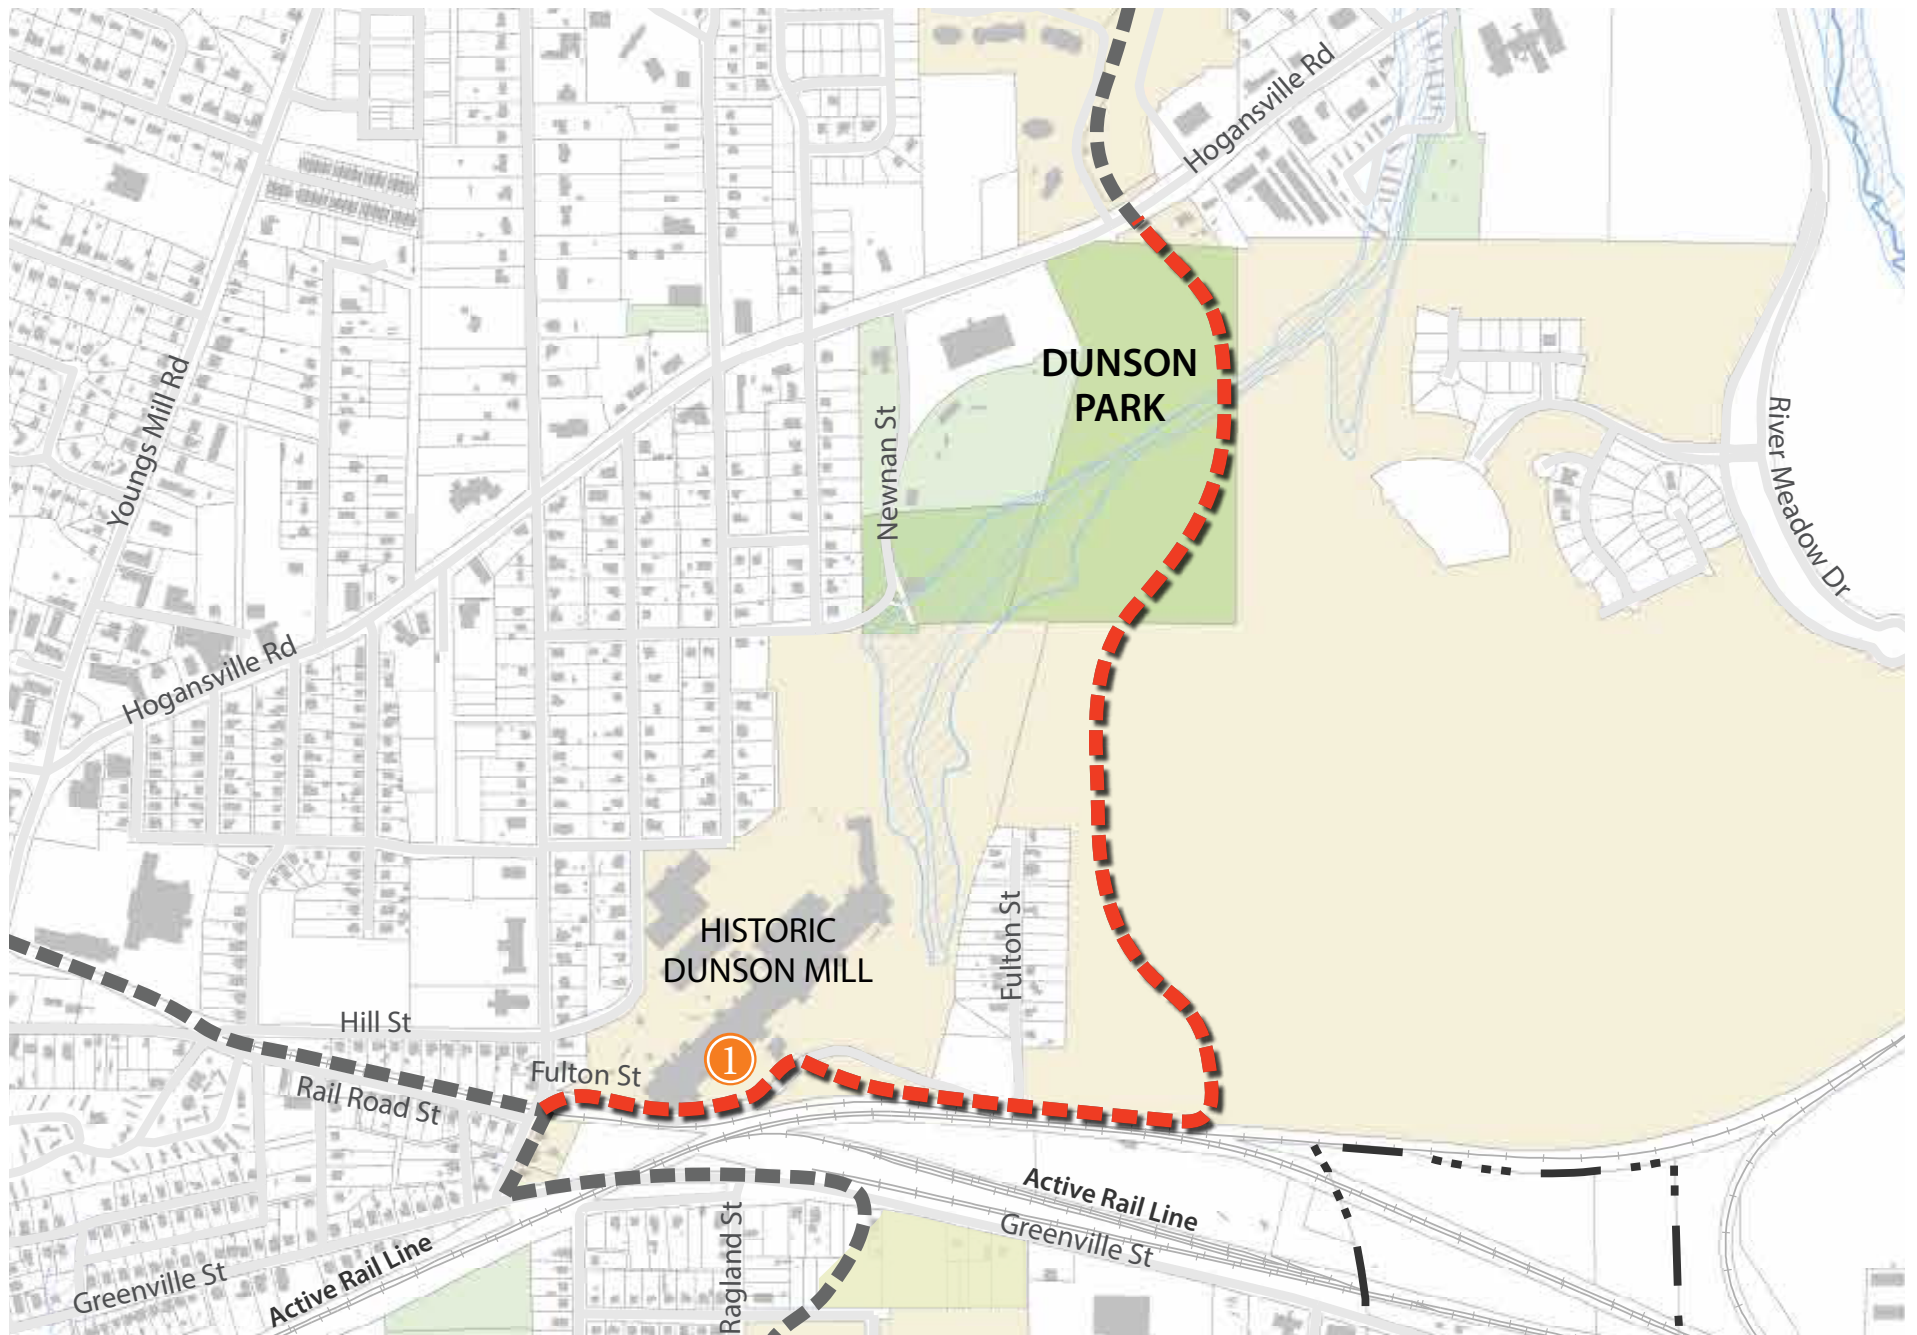 Hogansville Rd
DUNSON
PARK
Youngs Mill Rd
Newnan St
River Meadow Dr
Hogansville Rd
HISTORIC
DUNSON MILL
Fulton St
Hill St
1
Fulton St
Rail Road St
Active Rail Line
Greenville St
Ragland St
Active Rail Line
Greenville St